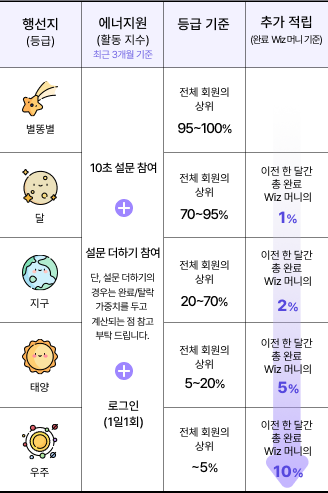 행선지
(등급)
에너지원
(활동 지수)
최근 3개월 기준
등급 기준
추가 적립
(완료 Wiz 머니 기준)
별똥별
전체 회원의
상위
95~100%
10초 설문 참여
+
설문 더하기 참여
단, 설문 더하기의
경우는 완료/탈락
가중치를 두고
계산되는 점 참고
부탁 드립니다.
+
로그인
(1일1회)
달
전체 회원의
상위
70~95%
이전 한 달간
총 완료
Wiz 머니의
1%
지구
전체 회원의
상위
20~70%
이전 한 달간
총 완료
Wiz 머니의
2%
태양
전체 회원의
상위
5~20%
이전 한 달간
총 완료
Wiz 머니의
5%
우주
전체 회원의
상위
~5%
이전 한 달간
총 완료
Wiz 머니의
10%